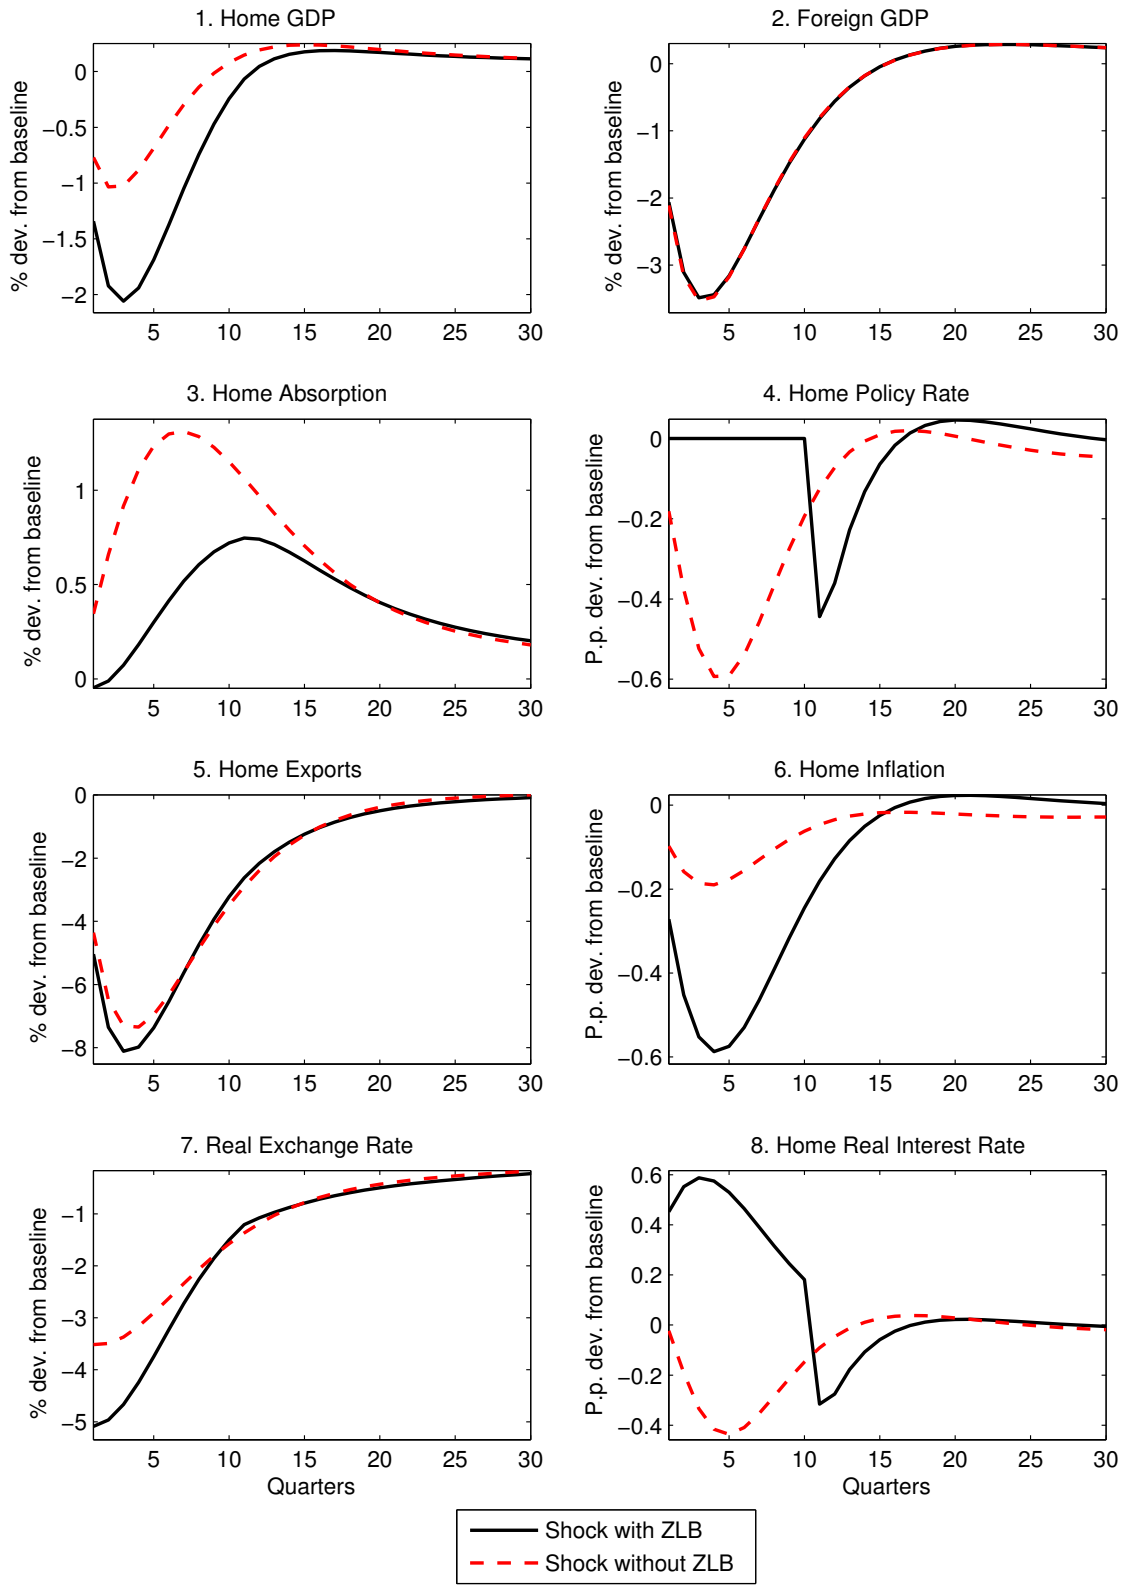 1. Home GDP
% dev. from baseline
0
−0.5
−1
−1.5
−2
5 10 15 20 25 30
2. Foreign GDP
% dev. from baseline
0
−1
−2
−3
5 10 15 20 25 30
3. Home Absorption
% dev. from baseline
1
0.5
0
5 10 15 20 25 30
4. Home Policy Rate
P.p. dev. from baseline
0
−0.2
−0.4
−0.6
5 10 15 20 25 30
5. Home Exports
% dev. from baseline
0
−2
−4
−6
−8
5 10 15 20 25 30
6. Home Inflation
P.p. dev. from baseline
0
−0.2
−0.4
−0.6
5 10 15 20 25 30
7. Real Exchange Rate
% dev. from baseline
−1
−2
−3
−4
−5
5 10 15 20 25 30
Quarters
8. Home Real Interest Rate
P.p. dev. from baseline
0.6
0.4
0.2
0
−0.2
−0.4
5 10 15 20 25 30
Quarters
Shock with ZLB
Shock without ZLB